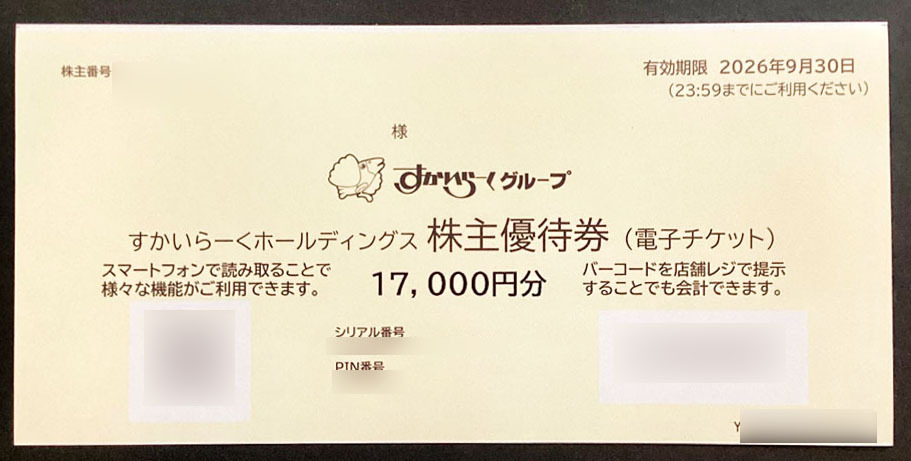 株主番号
有効期限 2026年9月30日
（23:59までにご利用ください）
様
すかいらーくグループ
すかいらーくホールディングス 株主優待券（電子チケット）
スマートフォンで読み取ることで
様々な機能がご利用できます。
17,000円分
バーコードを店舗レジで提示
することでも会計できます。
シリアル番号
PIN番号
Y